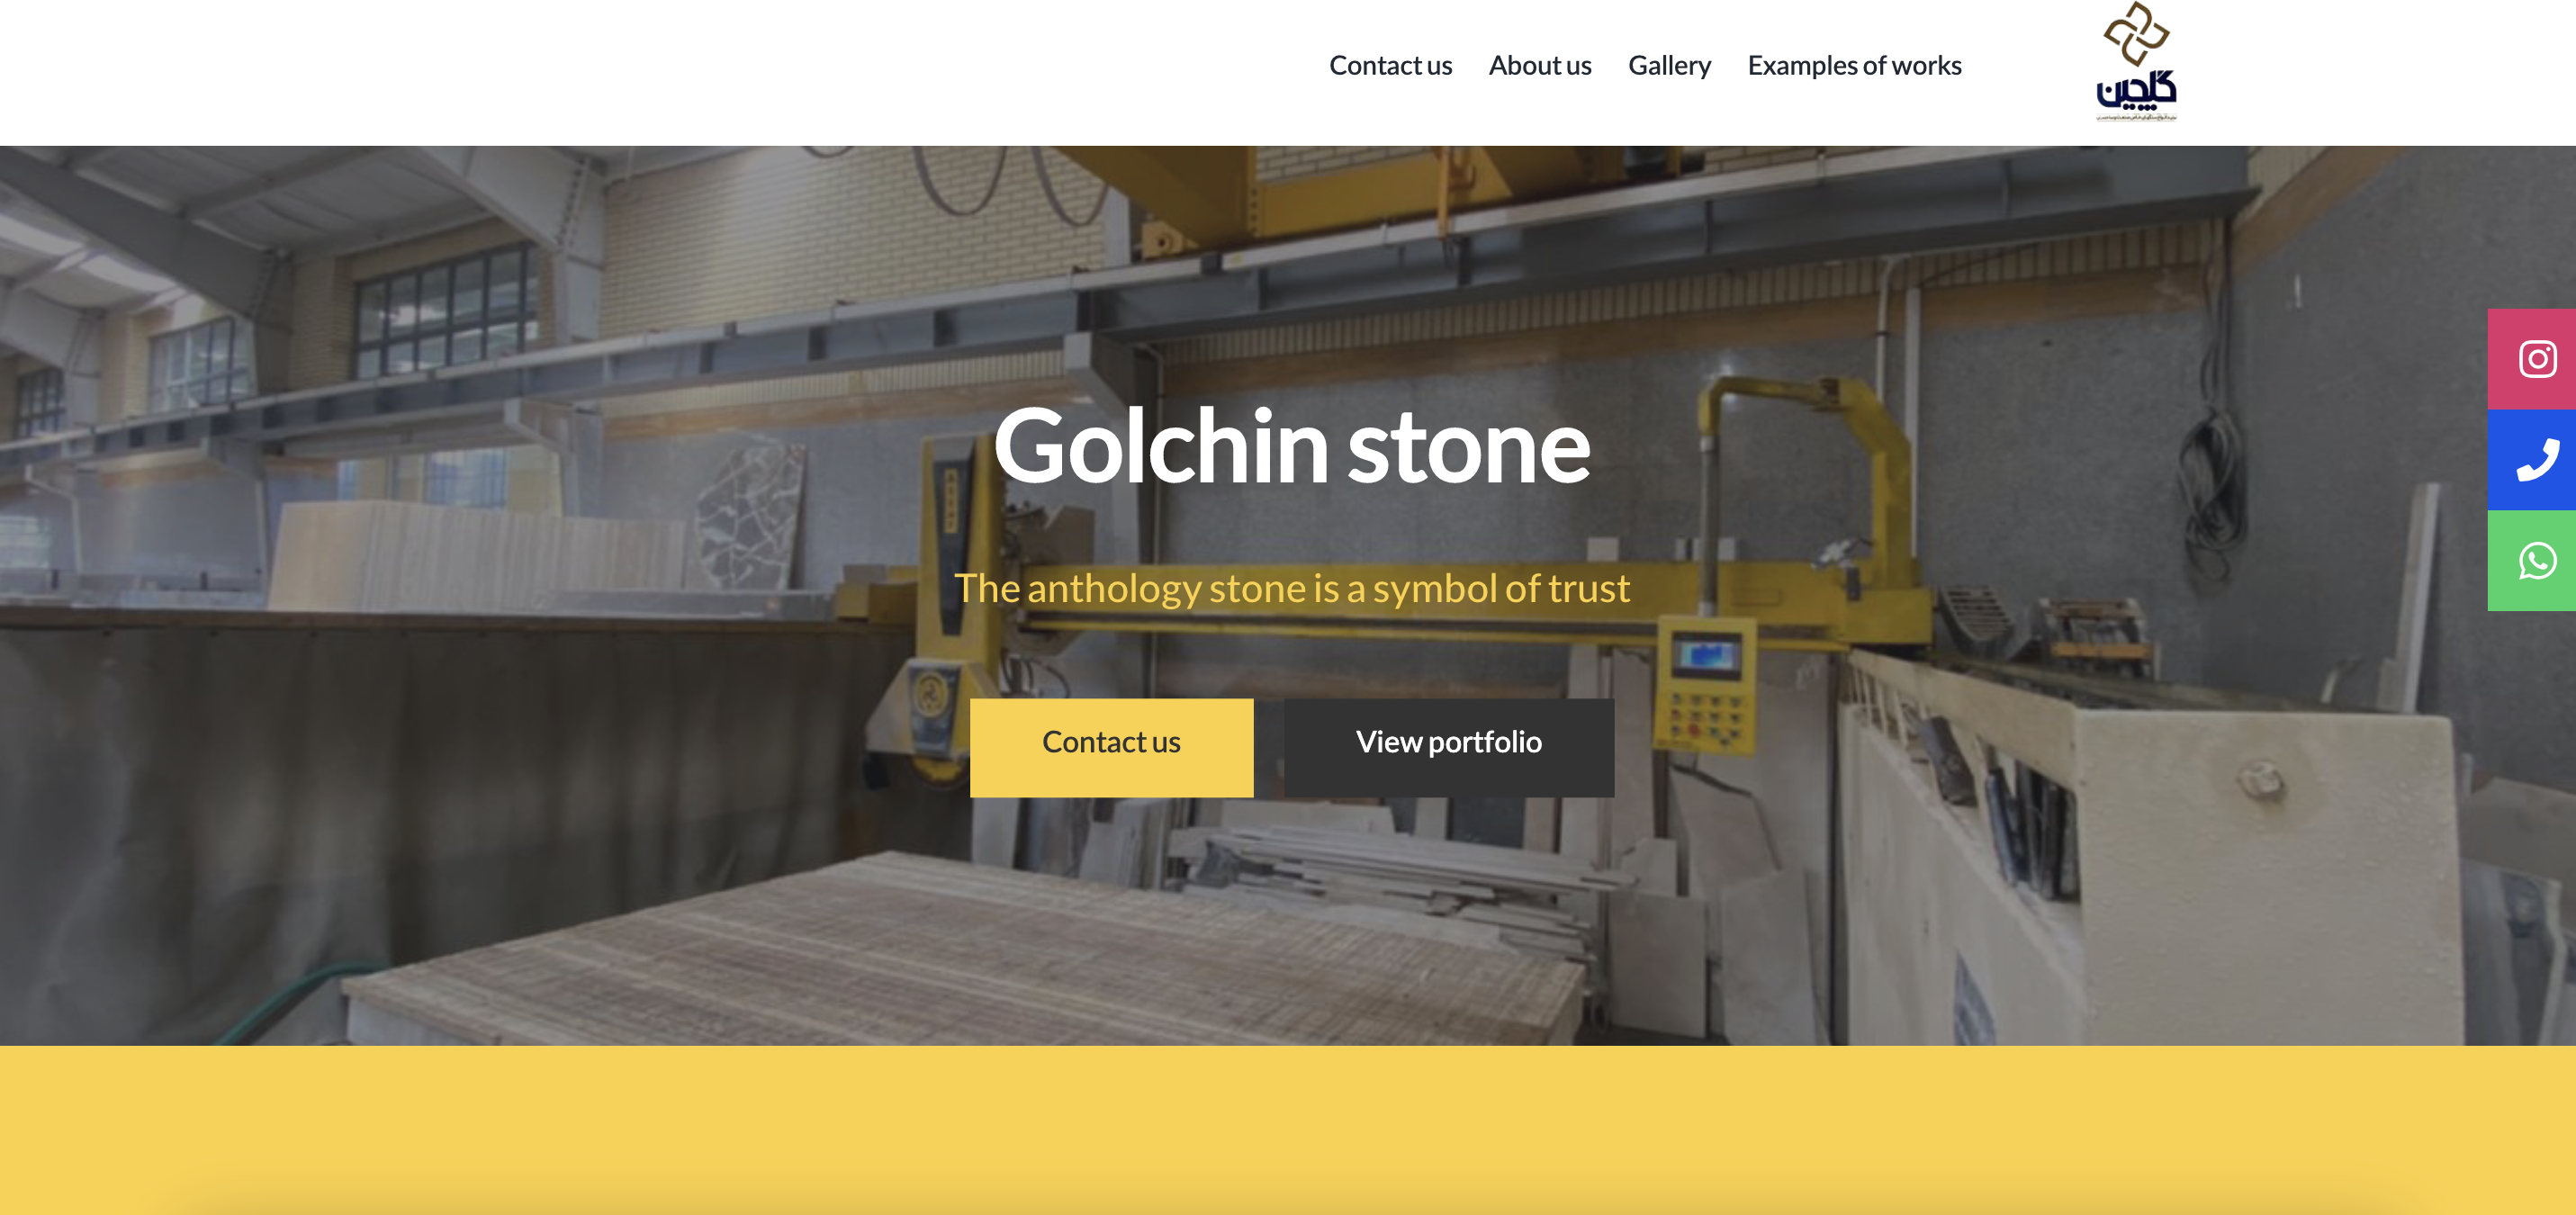 Contact us
About us
Gallery
Examples of works
گلچین
Golchin stone
The anthology stone is a symbol of trust
Contact us
View portfolio